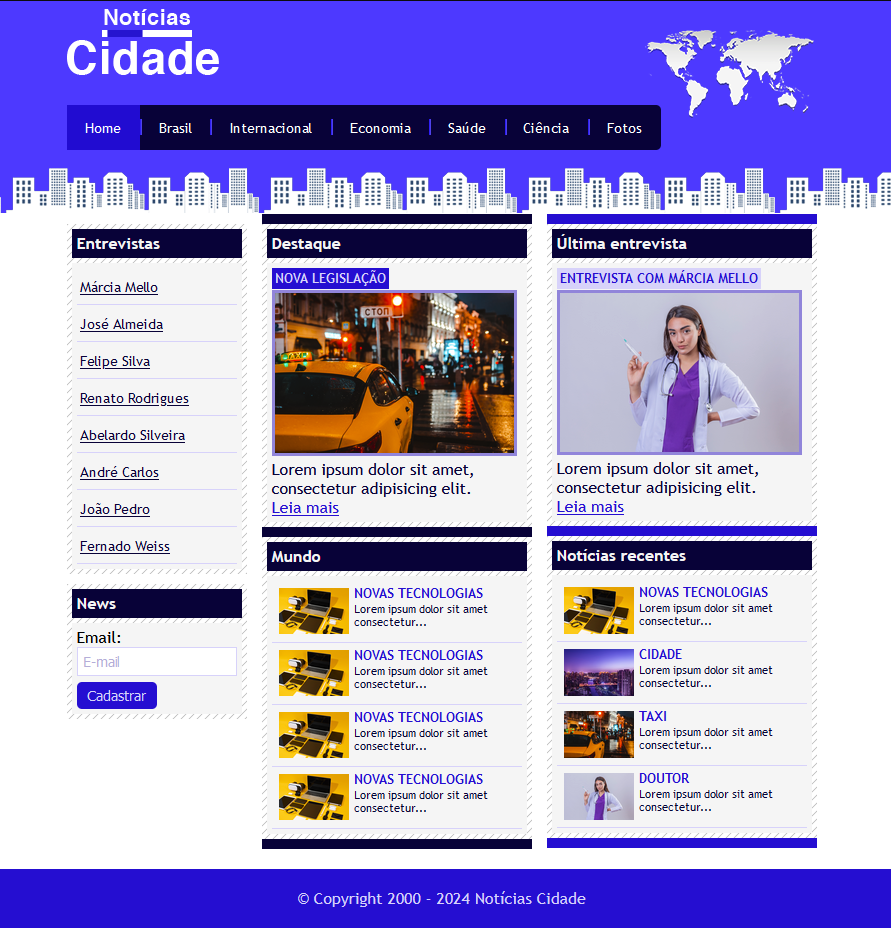 Notícias
Cidade
Home
Brasil
Internacional
Economia
Saúde
Ciência
Fotos
Entrevistas
Márcia Mello
José Almeida
Felipe Silva
Renato Rodrigues
Abelardo Silveira
André Carlos
João Pedro
Fernado Weiss
News
Email:
E-mail
Cadastrar
Destaque
NOVA LEGISLAÇÃO
СТОП
Lorem ipsum dolor sit amet,
consectetur adipisicing elit.
Leia mais
Mundo
NOVAS TECNOLOGIAS
Lorem ipsum dolor sit amet
consectetur...
NOVAS TECNOLOGIAS
Lorem ipsum dolor sit amet
consectetur...
NOVAS TECNOLOGIAS
Lorem ipsum dolor sit amet
consectetur...
NOVAS TECNOLOGIAS
Lorem ipsum dolor sit amet
consectetur...
Última entrevista
ENTREVISTA COM MÁRCIA MELLO
Lorem ipsum dolor sit amet,
consectetur adipisicing elit.
Leia mais
Notícias recentes
NOVAS TECNOLOGIAS
Lorem ipsum dolor sit amet
consectetur...
CIDADE
Lorem ipsum dolor sit amet
consectetur...
TAXI
Lorem ipsum dolor sit amet
consectetur...
DOUTOR
Lorem ipsum dolor sit amet
consectetur...
© Copyright 2000 - 2024 Notícias Cidade